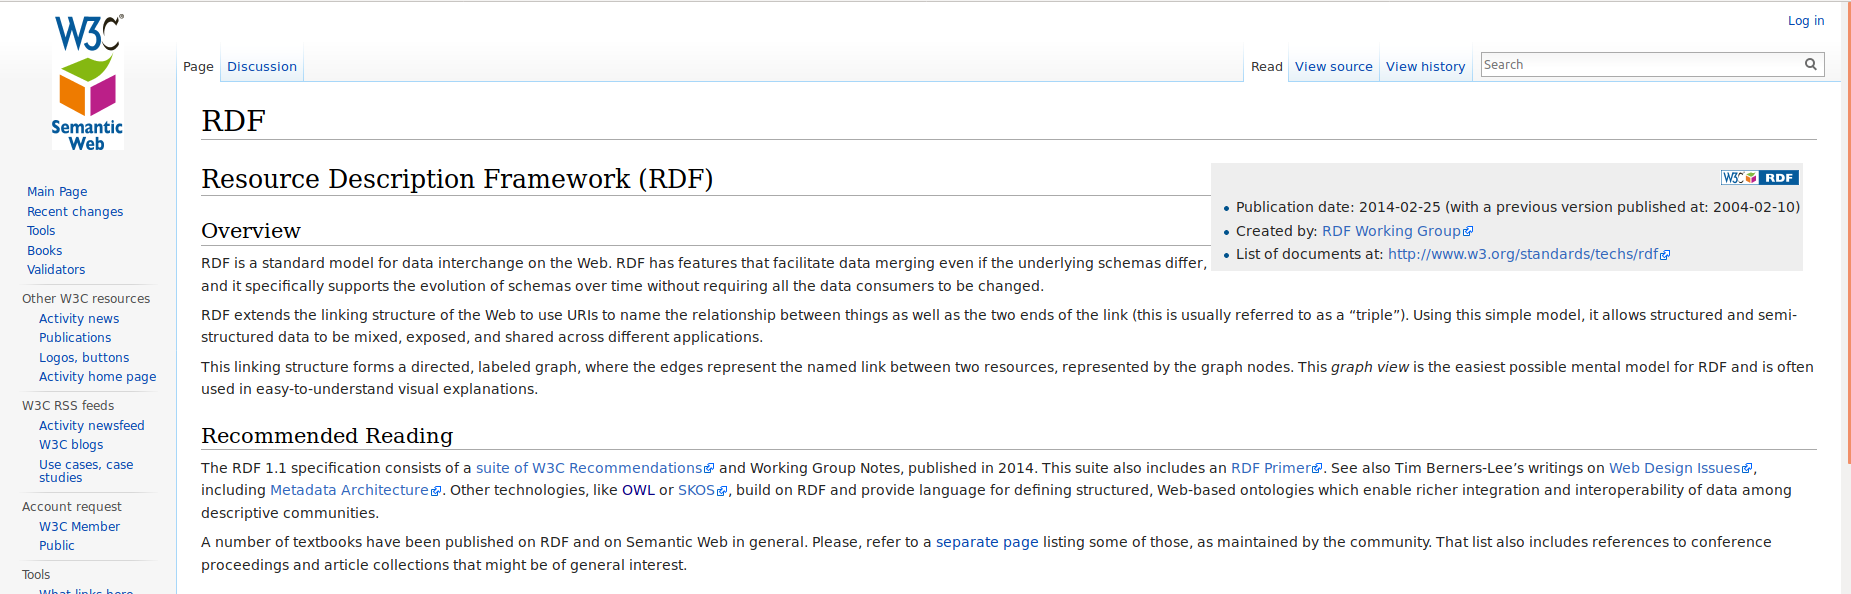 W3C®
Semantic
Web
Log in
Page
Discussion
Read
View source
View history
Search
Main Page
Recent changes
Tools
Books
Validators
Other W3C resources
Activity news
Publications
Logos, buttons
Activity home page
W3C RSS feeds
Activity newsfeed
W3C blogs
Use cases, case
studies
Account request
W3C Member
Public
Tools
What links here
RDF
Resource Description Framework (RDF)
W3C RDF
Publication date: 2014-02-25 (with a previous version published at: 2004-02-10)
Created by: RDF Working Group
List of documents at: http://www.w3.org/standards/techs/rdf
Overview
RDF is a standard model for data interchange on the Web. RDF has features that facilitate data merging even if the underlying schemas differ,
and it specifically supports the evolution of schemas over time without requiring all the data consumers to be changed.
RDF extends the linking structure of the Web to use URIs to name the relationship between things as well as the two ends of the link (this is usually referred to as a “triple”). Using this simple model, it allows structured and semi-
structured data to be mixed, exposed, and shared across different applications.
This linking structure forms a directed, labeled graph, where the edges represent the named link between two resources, represented by the graph nodes. This graph view is the easiest possible mental model for RDF and is often
used in easy-to-understand visual explanations.
Recommended Reading
The RDF 1.1 specification consists of a suite of W3C Recommendations and Working Group Notes, published in 2014. This suite also includes an RDF Primer. See also Tim Berners-Lee’s writings on Web Design Issues,
including Metadata Architecture. Other technologies, like OWL or SKOS, build on RDF and provide language for defining structured, Web-based ontologies which enable richer integration and interoperability of data among
descriptive communities.
A number of textbooks have been published on RDF and on Semantic Web in general. Please, refer to a separate page listing some of those, as maintained by the community. That list also includes references to conference
proceedings and article collections that might be of general interest.